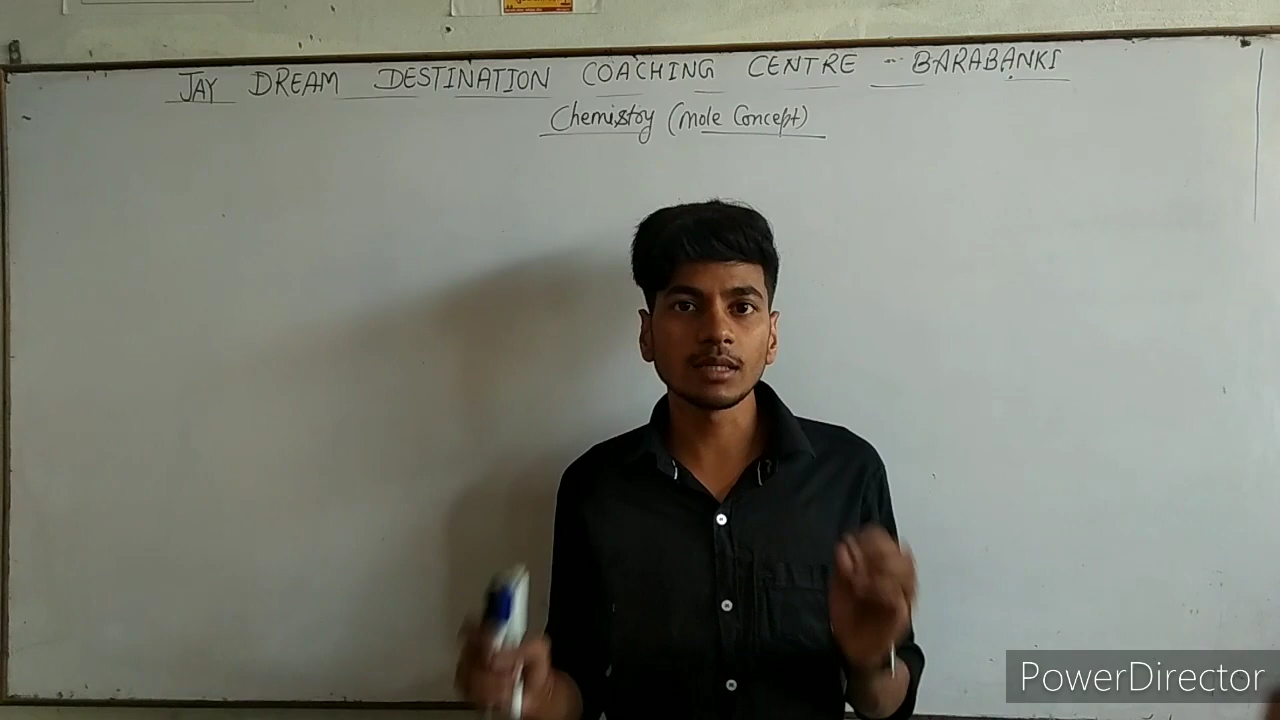 JAY DREAM DESTINATION COACHING CENTRE - BARABANKI
Chemistry (Mole Concept)
PowerDirector